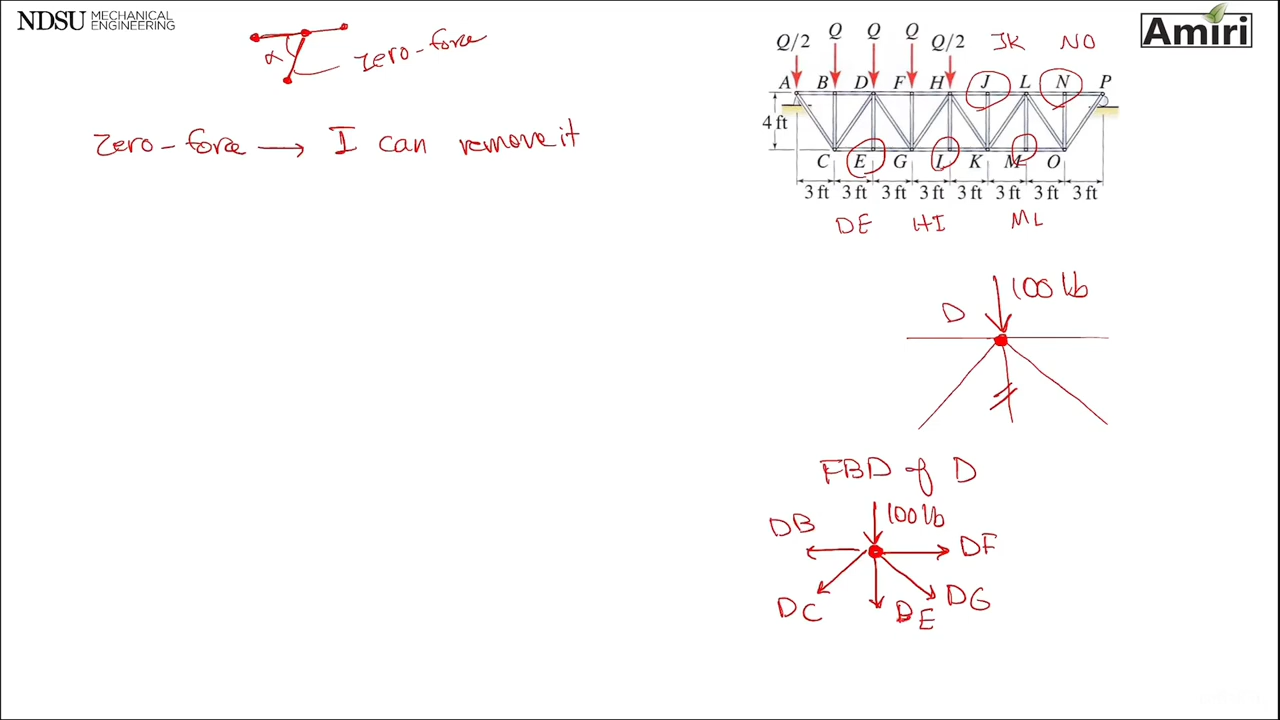 NDSU MECHANICAL ENGINEERING
α zero-force
zero-force → I can remove it
Q/2 Q Q Q Q/2 JK NO
A B D F H J L N P
4 ft
C E G I K M O
3 ft 3 ft 3 ft 3 ft 3 ft 3 ft 3 ft 3 ft
DE HI ML
Amiri
100 lb
D
FBD of D
100 lb
DB DF
DC DE DG